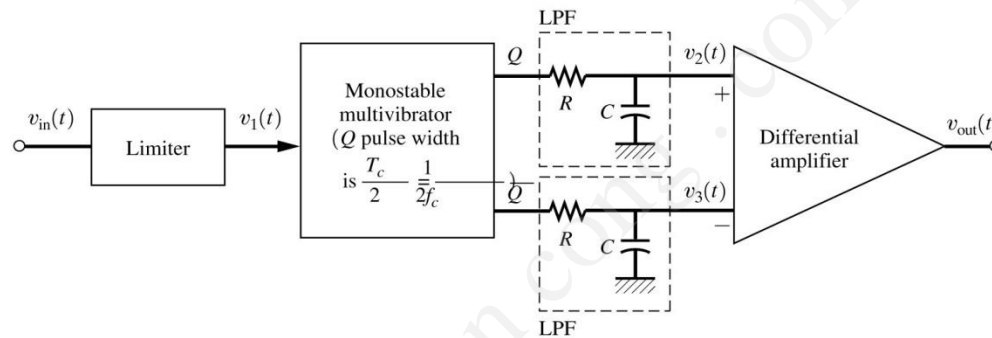 LPF
v_in(t)
Limiter
v_1(t)
Monostable
multivibrator
(Q pulse width
is T_c/2 = 1/2f_c)
Q
R
C
v_2(t)
+
Q
R
C
v_3(t)
−
LPF
Differential
amplifier
v_out(t